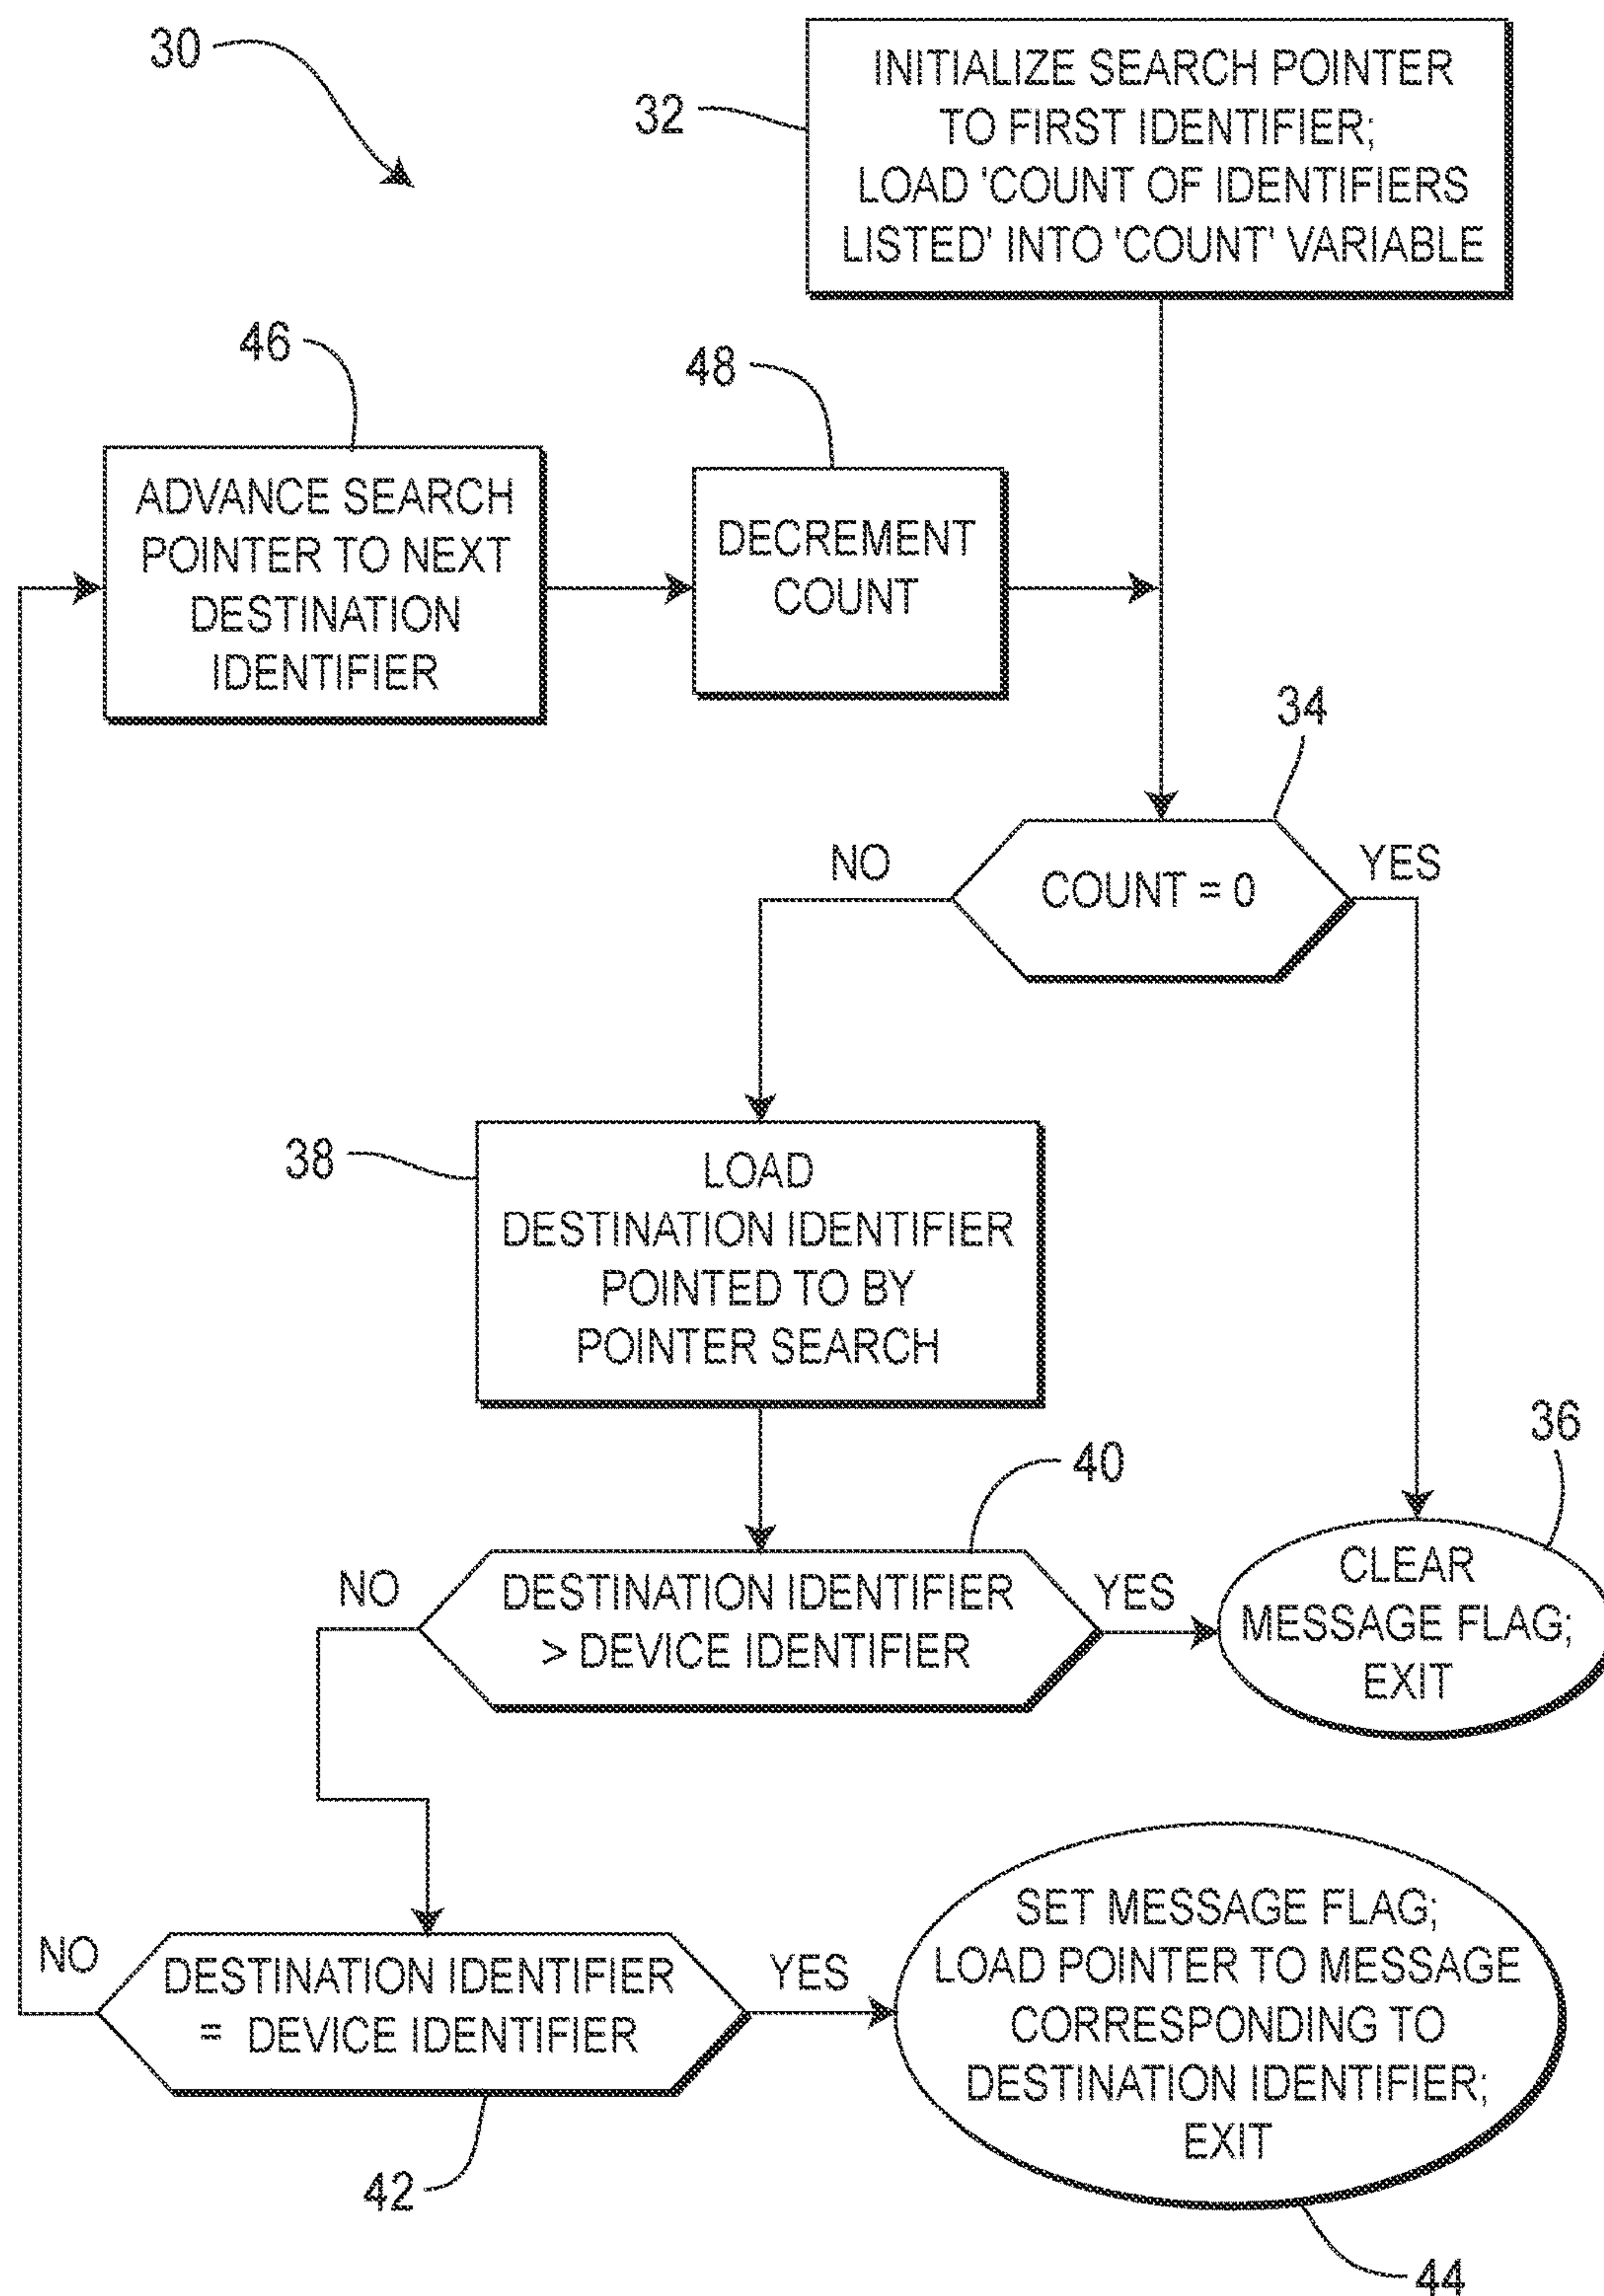 30
32
INITIALIZE SEARCH POINTER
TO FIRST IDENTIFIER;
LOAD 'COUNT OF IDENTIFIERS
LISTED' INTO 'COUNT' VARIABLE
46
48
ADVANCE SEARCH
POINTER TO NEXT
DESTINATION
IDENTIFIER
DECREMENT
COUNT
34
NO
COUNT = 0
YES
38
LOAD
DESTINATION IDENTIFIER
POINTED TO BY
POINTER SEARCH
40
36
NO
DESTINATION IDENTIFIER
> DEVICE IDENTIFIER
YES
CLEAR
MESSAGE FLAG;
EXIT
NO
DESTINATION IDENTIFIER
= DEVICE IDENTIFIER
YES
42
SET MESSAGE FLAG;
LOAD POINTER TO MESSAGE
CORRESPONDING TO
DESTINATION IDENTIFIER;
EXIT
44